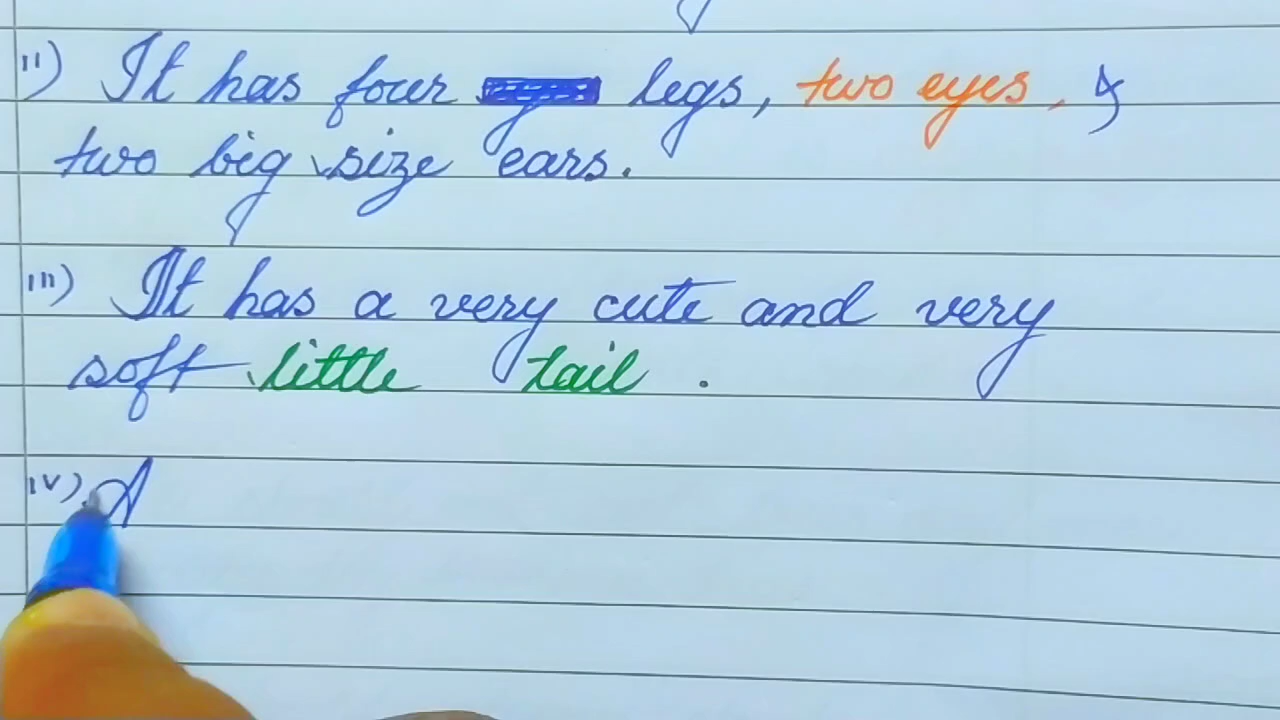 ii) It has four legs, two eyes, &
two big size ears.
iii) It has a very cute and very
soft little tail .
iv). A